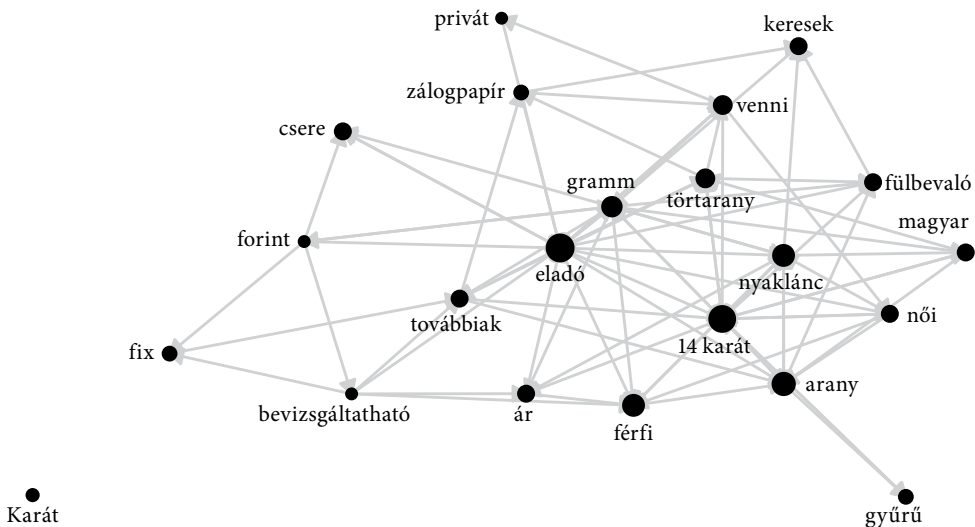 privát
keresek
zálogpapír
venni
csere
gramm
törtarany
fülbevaló
magyar
forint
eladó
nyaklánc
továbbiak
női
14 karát
fix
arany
bevizsgáltatható
ár
férfi
Karát
gyűrű